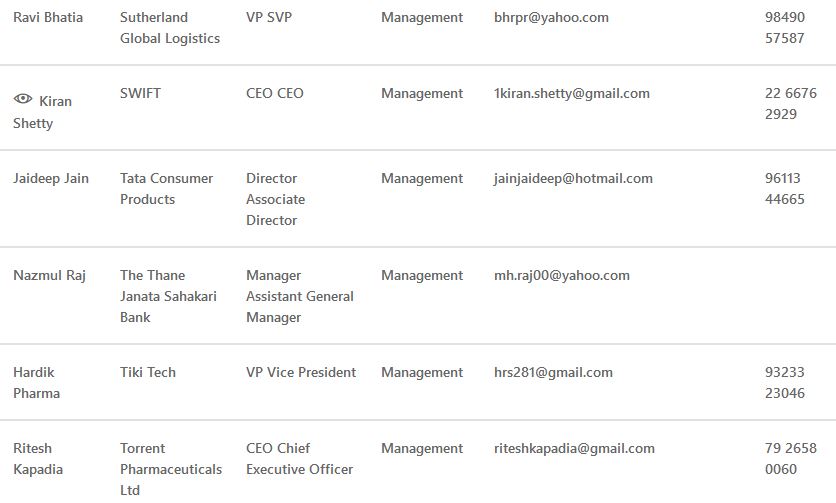 Ravi Bhatia Sutherland VP SVP Management bhrpr@yahoo.com 98490
Global Logistics 57587
Kiran SWIFT CEO CEO Management 1kiran.shetty@gmail.com 22 6676
Shetty 2929
Jaideep Jain Tata Consumer Director Management jainjaideep@hotmail.com 96113
Products Associate 44665
Director
Nazmul Raj The Thane Manager Management mh.raj00@yahoo.com
Janata Sahakari Assistant General
Bank Manager
Hardik Tiki Tech VP Vice President Management hrs281@gmail.com 93233
Pharma 23046
Ritesh Torrent CEO Chief Management riteshkapadia@gmail.com 79 2658
Kapadia Pharmaceuticals Executive Officer 0060
Ltd